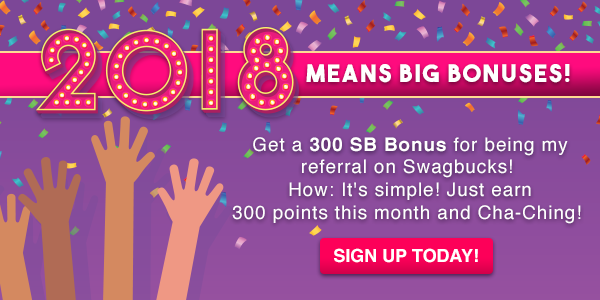 2018
MEANS BIG BONUSES!
Get a 300 SB Bonus for being my
referral on Swagbucks!
How: It's simple! Just earn
300 points this month and Cha-Ching!
SIGN UP TODAY!